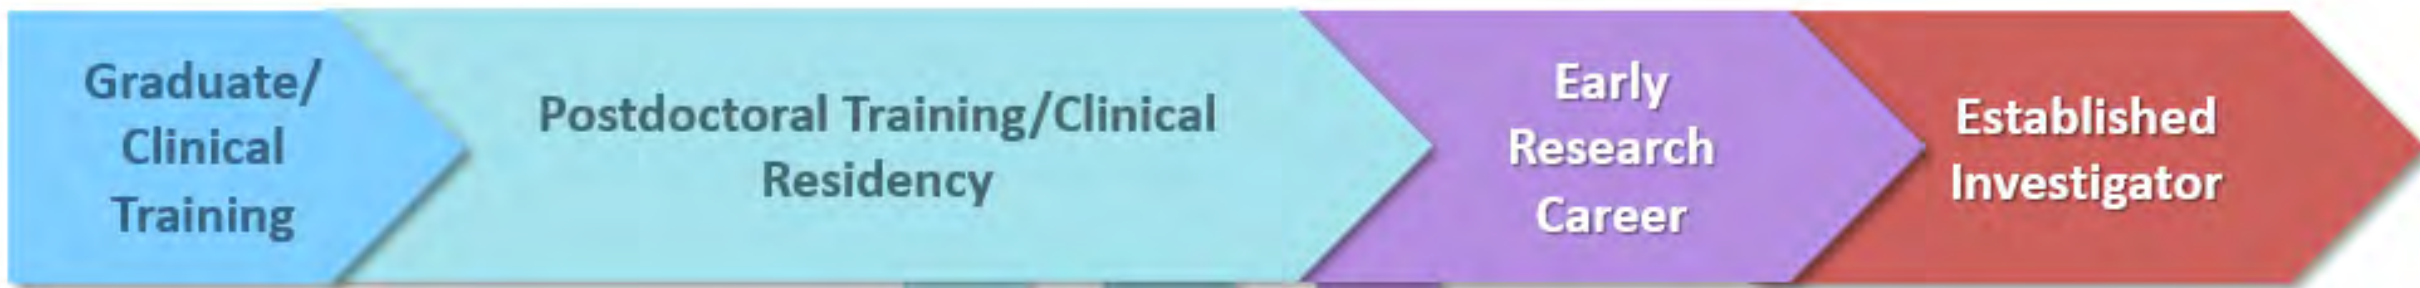 Graduate/
Clinical
Training
Postdoctoral Training/Clinical
Residency
Early
Research
Career
Established
Investigator